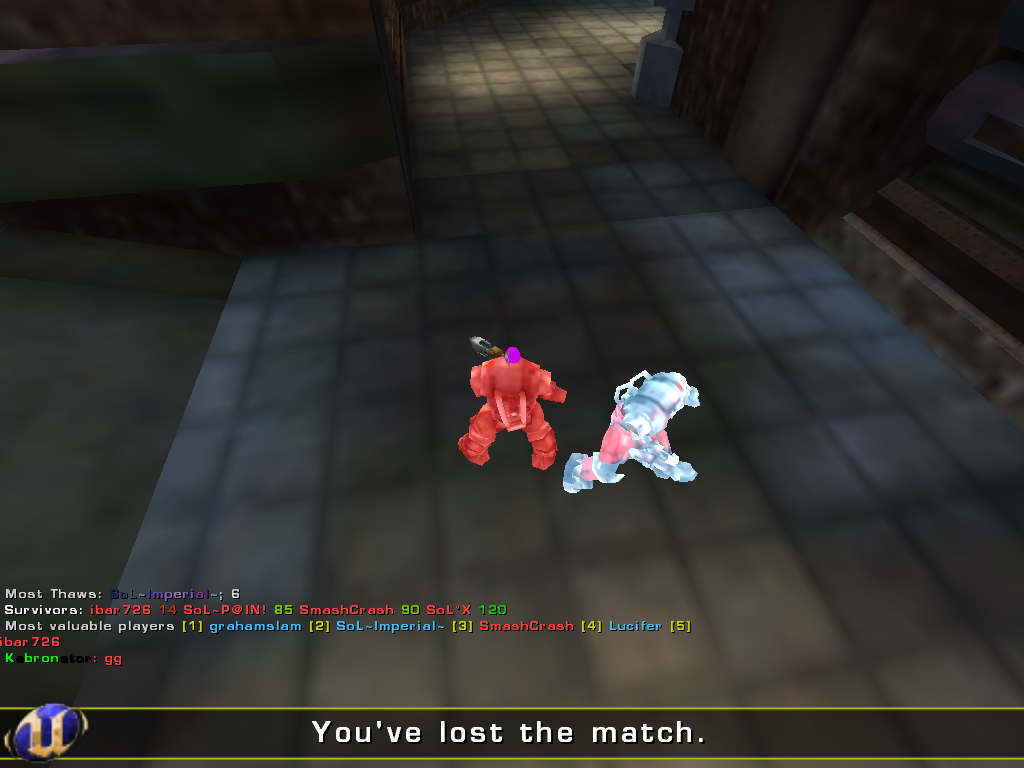 Most Thaws: SoL~Imperial~; 6
Survivors: ibar726 14 SoL~P@IN! 85 SmashCrash 90 SoL°X 120
Most valuable players [1] grahamslam [2] SoL~Imperial~ [3] SmashCrash [4] Lucifer [5]
ibar726
Kabronator: gg
You've lost the match.